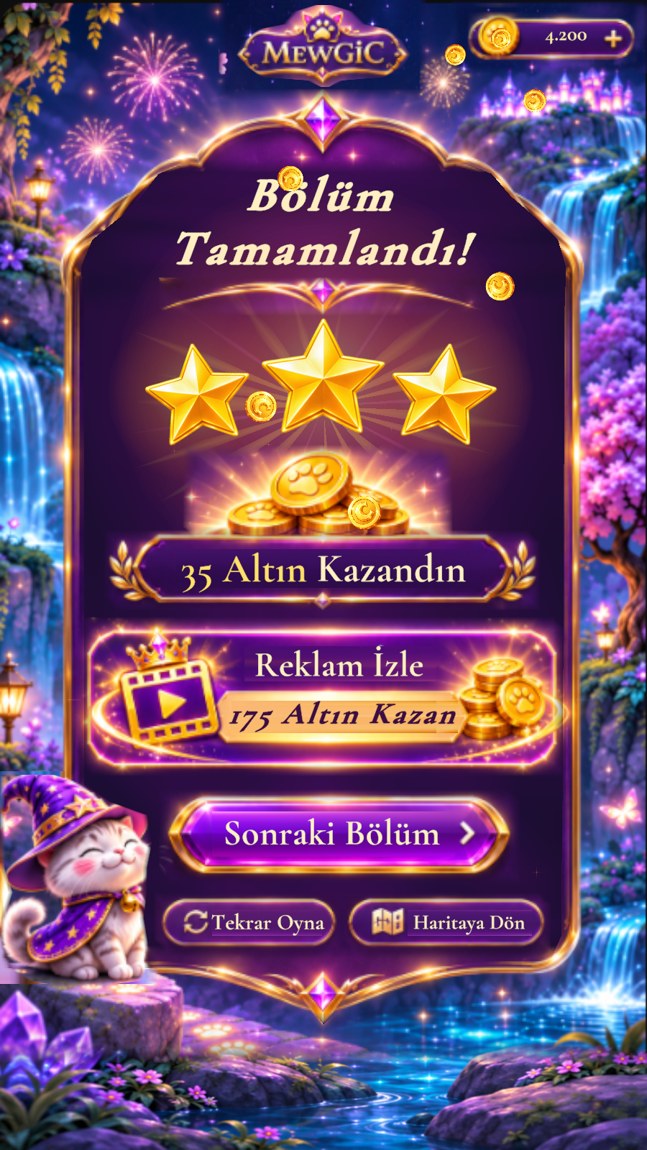 MEWGIC
4.200
Bölüm
Tamamlandı!
35 Altın Kazandın
Reklam İzle
175 Altın Kazan
Sonraki Bölüm
Tekrar Oyna
Haritaya Dön